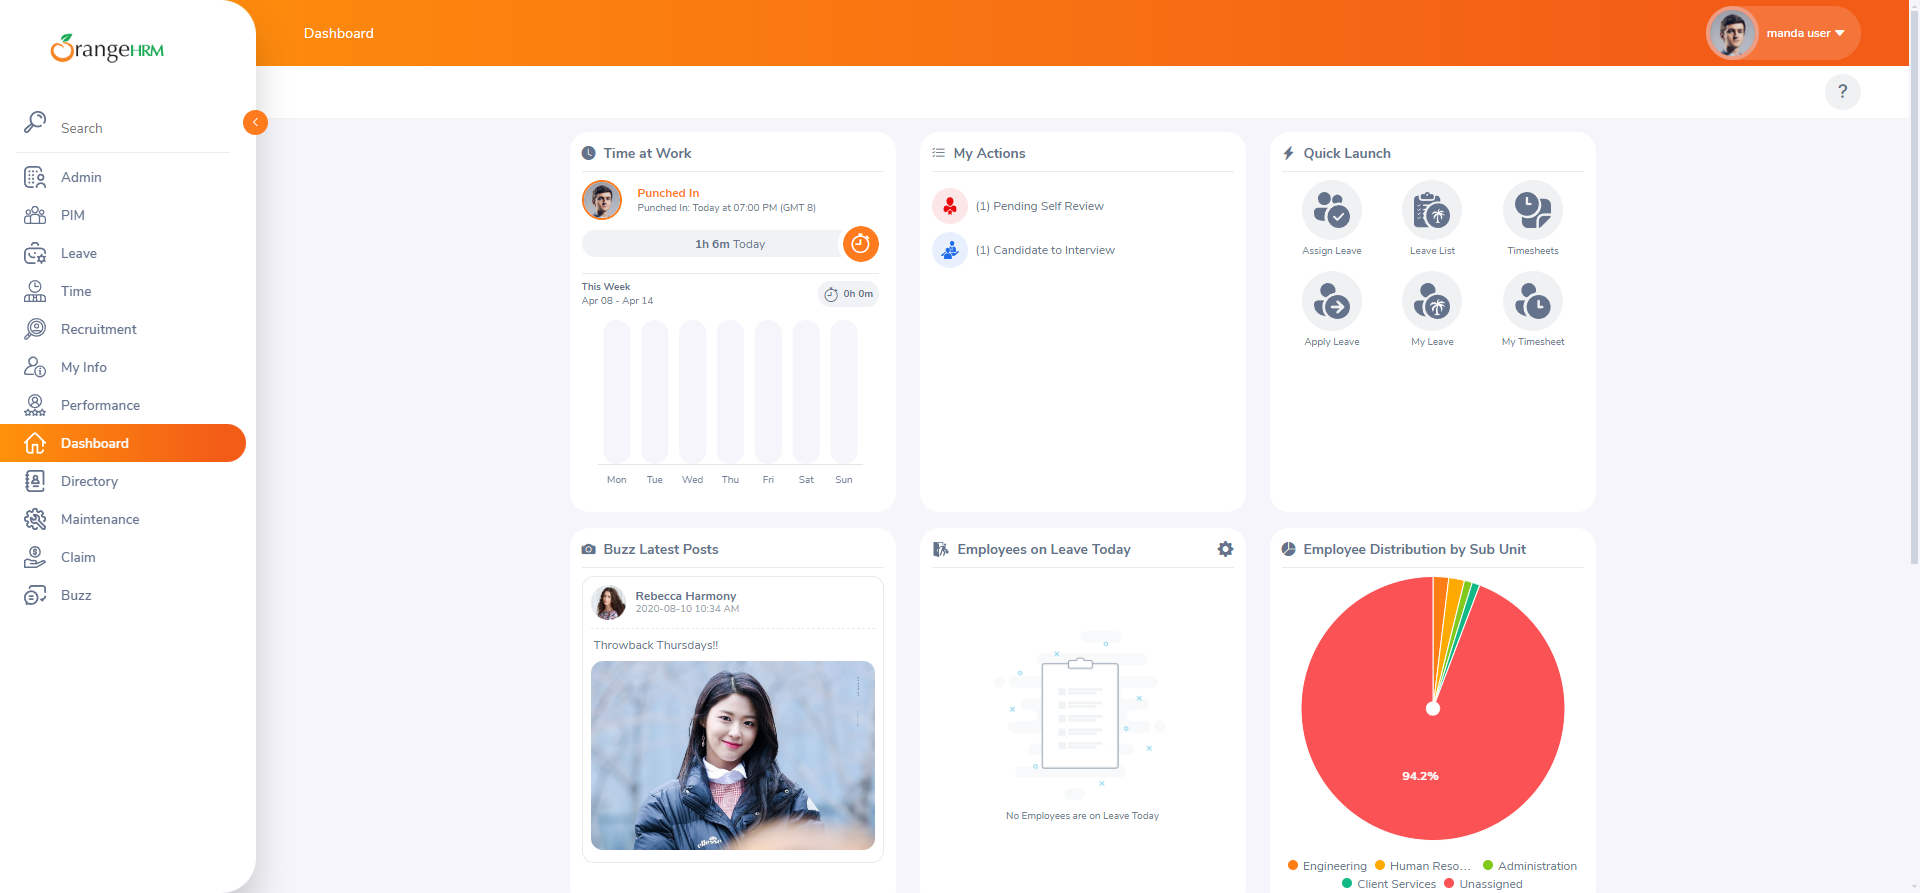 OrangeHRM
Dashboard
manda user
?
Search
Admin
PIM
Leave
Time
Recruitment
My Info
Performance
Dashboard
Directory
Maintenance
Claim
Buzz
Time at Work
Punched In
Punched In: Today at 07:00 PM (GMT 8)
1h 6m Today
This Week
Apr 08 - Apr 14
0h 0m
Mon Tue Wed Thu Fri Sat Sun
My Actions
(1) Pending Self Review
(1) Candidate to Interview
Quick Launch
Assign Leave
Leave List
Timesheets
Apply Leave
My Leave
My Timesheet
Buzz Latest Posts
Rebecca Harmony
2020-08-10 10:34 AM
Throwback Thursdays!!
ellesse
Employees on Leave Today
No Employees are on Leave Today
Employee Distribution by Sub Unit
94.2%
Engineering
Human Reso...
Administration
Client Services
Unassigned